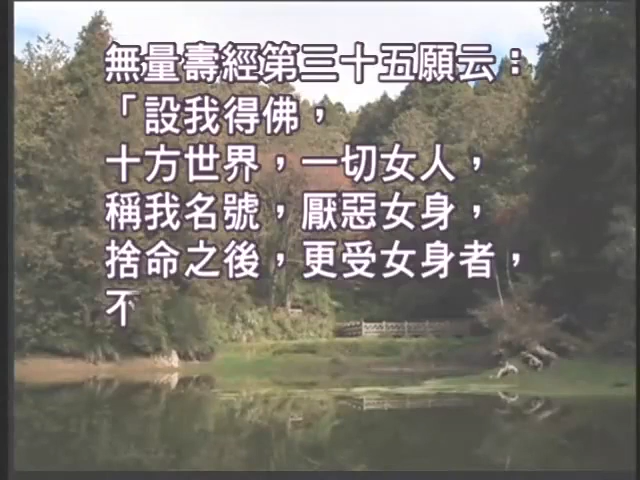 無量壽經第三十五願云：
「設我得佛，
十方世界，一切女人，
稱我名號，厭惡女身，
捨命之後，更受女身者，
不